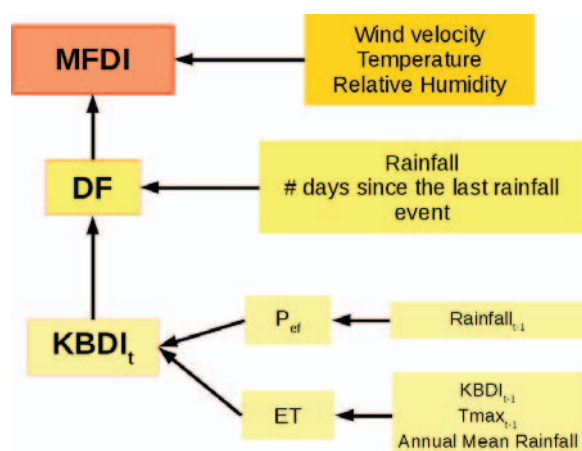 MFDI
Wind velocity
Temperature
Relative Humidity
DF
Rainfall
# days since the last rainfall
event
KBDIt
Pef
Rainfallt-1
ET
KBDIt-1
Tmaxt-1
Annual Mean Rainfall